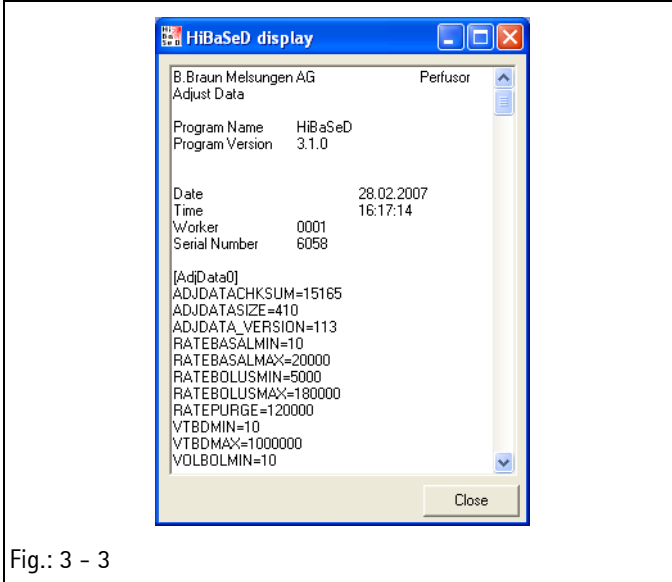 HiBaSeD display
B.Braun Melsungen AG Perfusor
Adjust Data
Program Name HiBaSeD
Program Version 3.1.0
Date 28.02.2007
Time 16:17:14
Worker 0001
Serial Number 6058
[AdjData0]
ADJDATACHKSUM=15165
ADJDATASIZE=410
ADJDATA_VERSION=113
RATEBASALMIN=10
RATEBASALMAX=20000
RATEBOLUSMIN=5000
RATEBOLUSMAX=180000
RATEPURGE=120000
VTBDMIN=10
VTBDMAX=1000000
VOLBOLMIN=10
Close
Fig.: 3 - 3